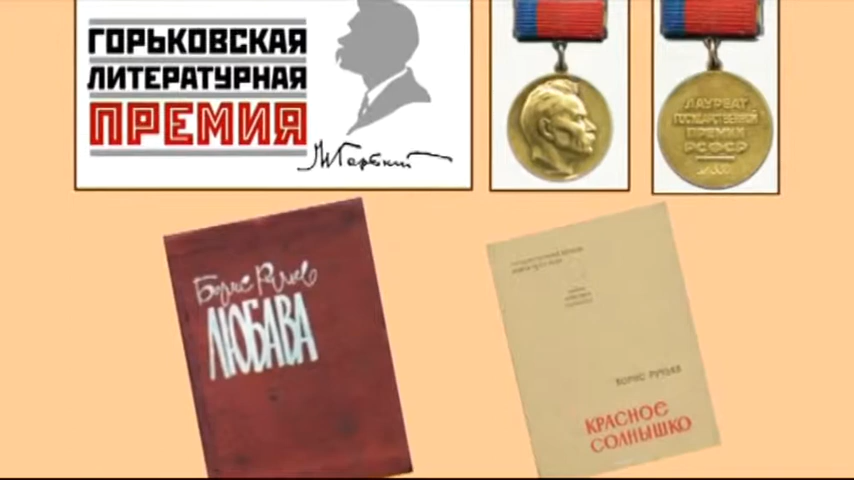 ГОРЬКОВСКАЯ
ЛИТЕРАТУРНАЯ
ПРЕМИЯ
М Горький
ЛАУРЕАТ
ГОСУДАРСТВЕННОЙ
ПРЕМИИ
РСФСР
Борис Ручьев
ЛЮБАВА
БОРИС РУЧЬЕВ
КРАСНОЕ
СОЛНЫШКО